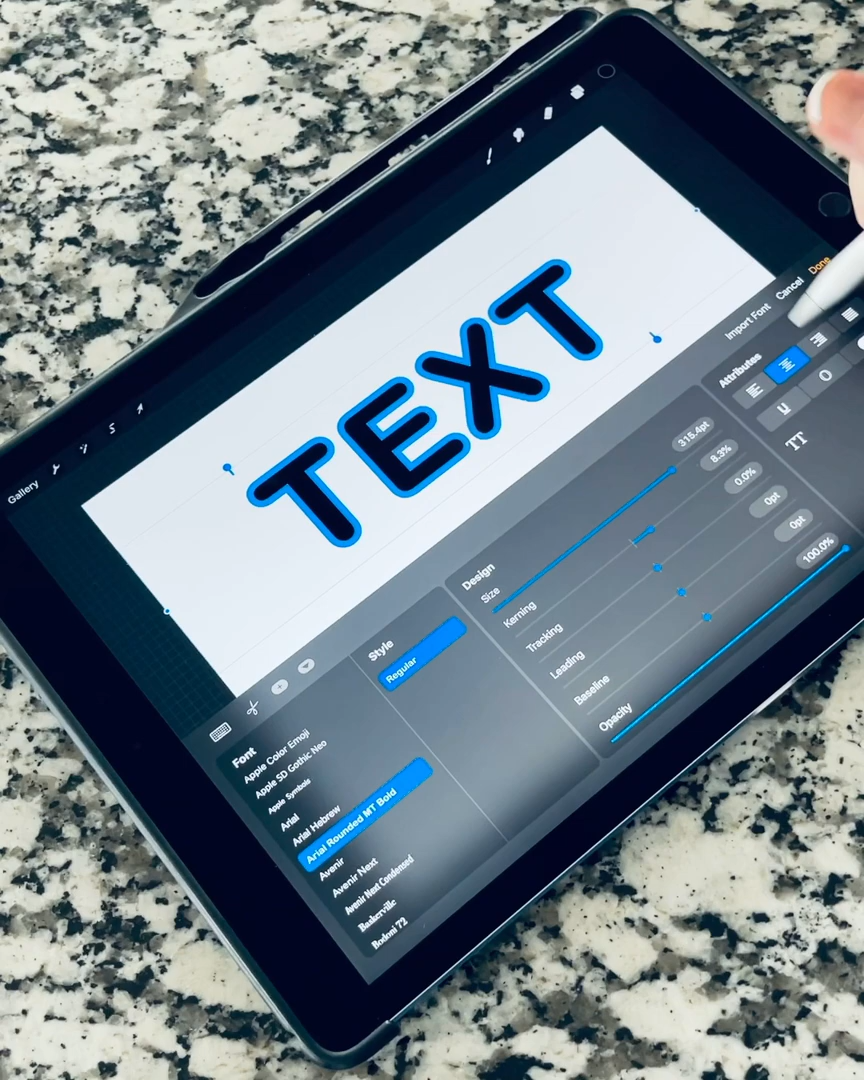 Gallery
TEXT
Import Font
Cancel
Done
Font
Apple Color Emoji
Apple SD Gothic Neo
Apple Symbols
Arial
Arial Hebrew
Arial Rounded MT Bold
Avenir
Avenir Next
Avenir Next Condensed
Baskerville
Bodoni 72
Style
Regular
Design
Size 315.4pt
Kerning 8.3%
Tracking 0.0%
Leading 0pt
Baseline 0pt
Opacity 100.0%
Attributes
U
O
TT